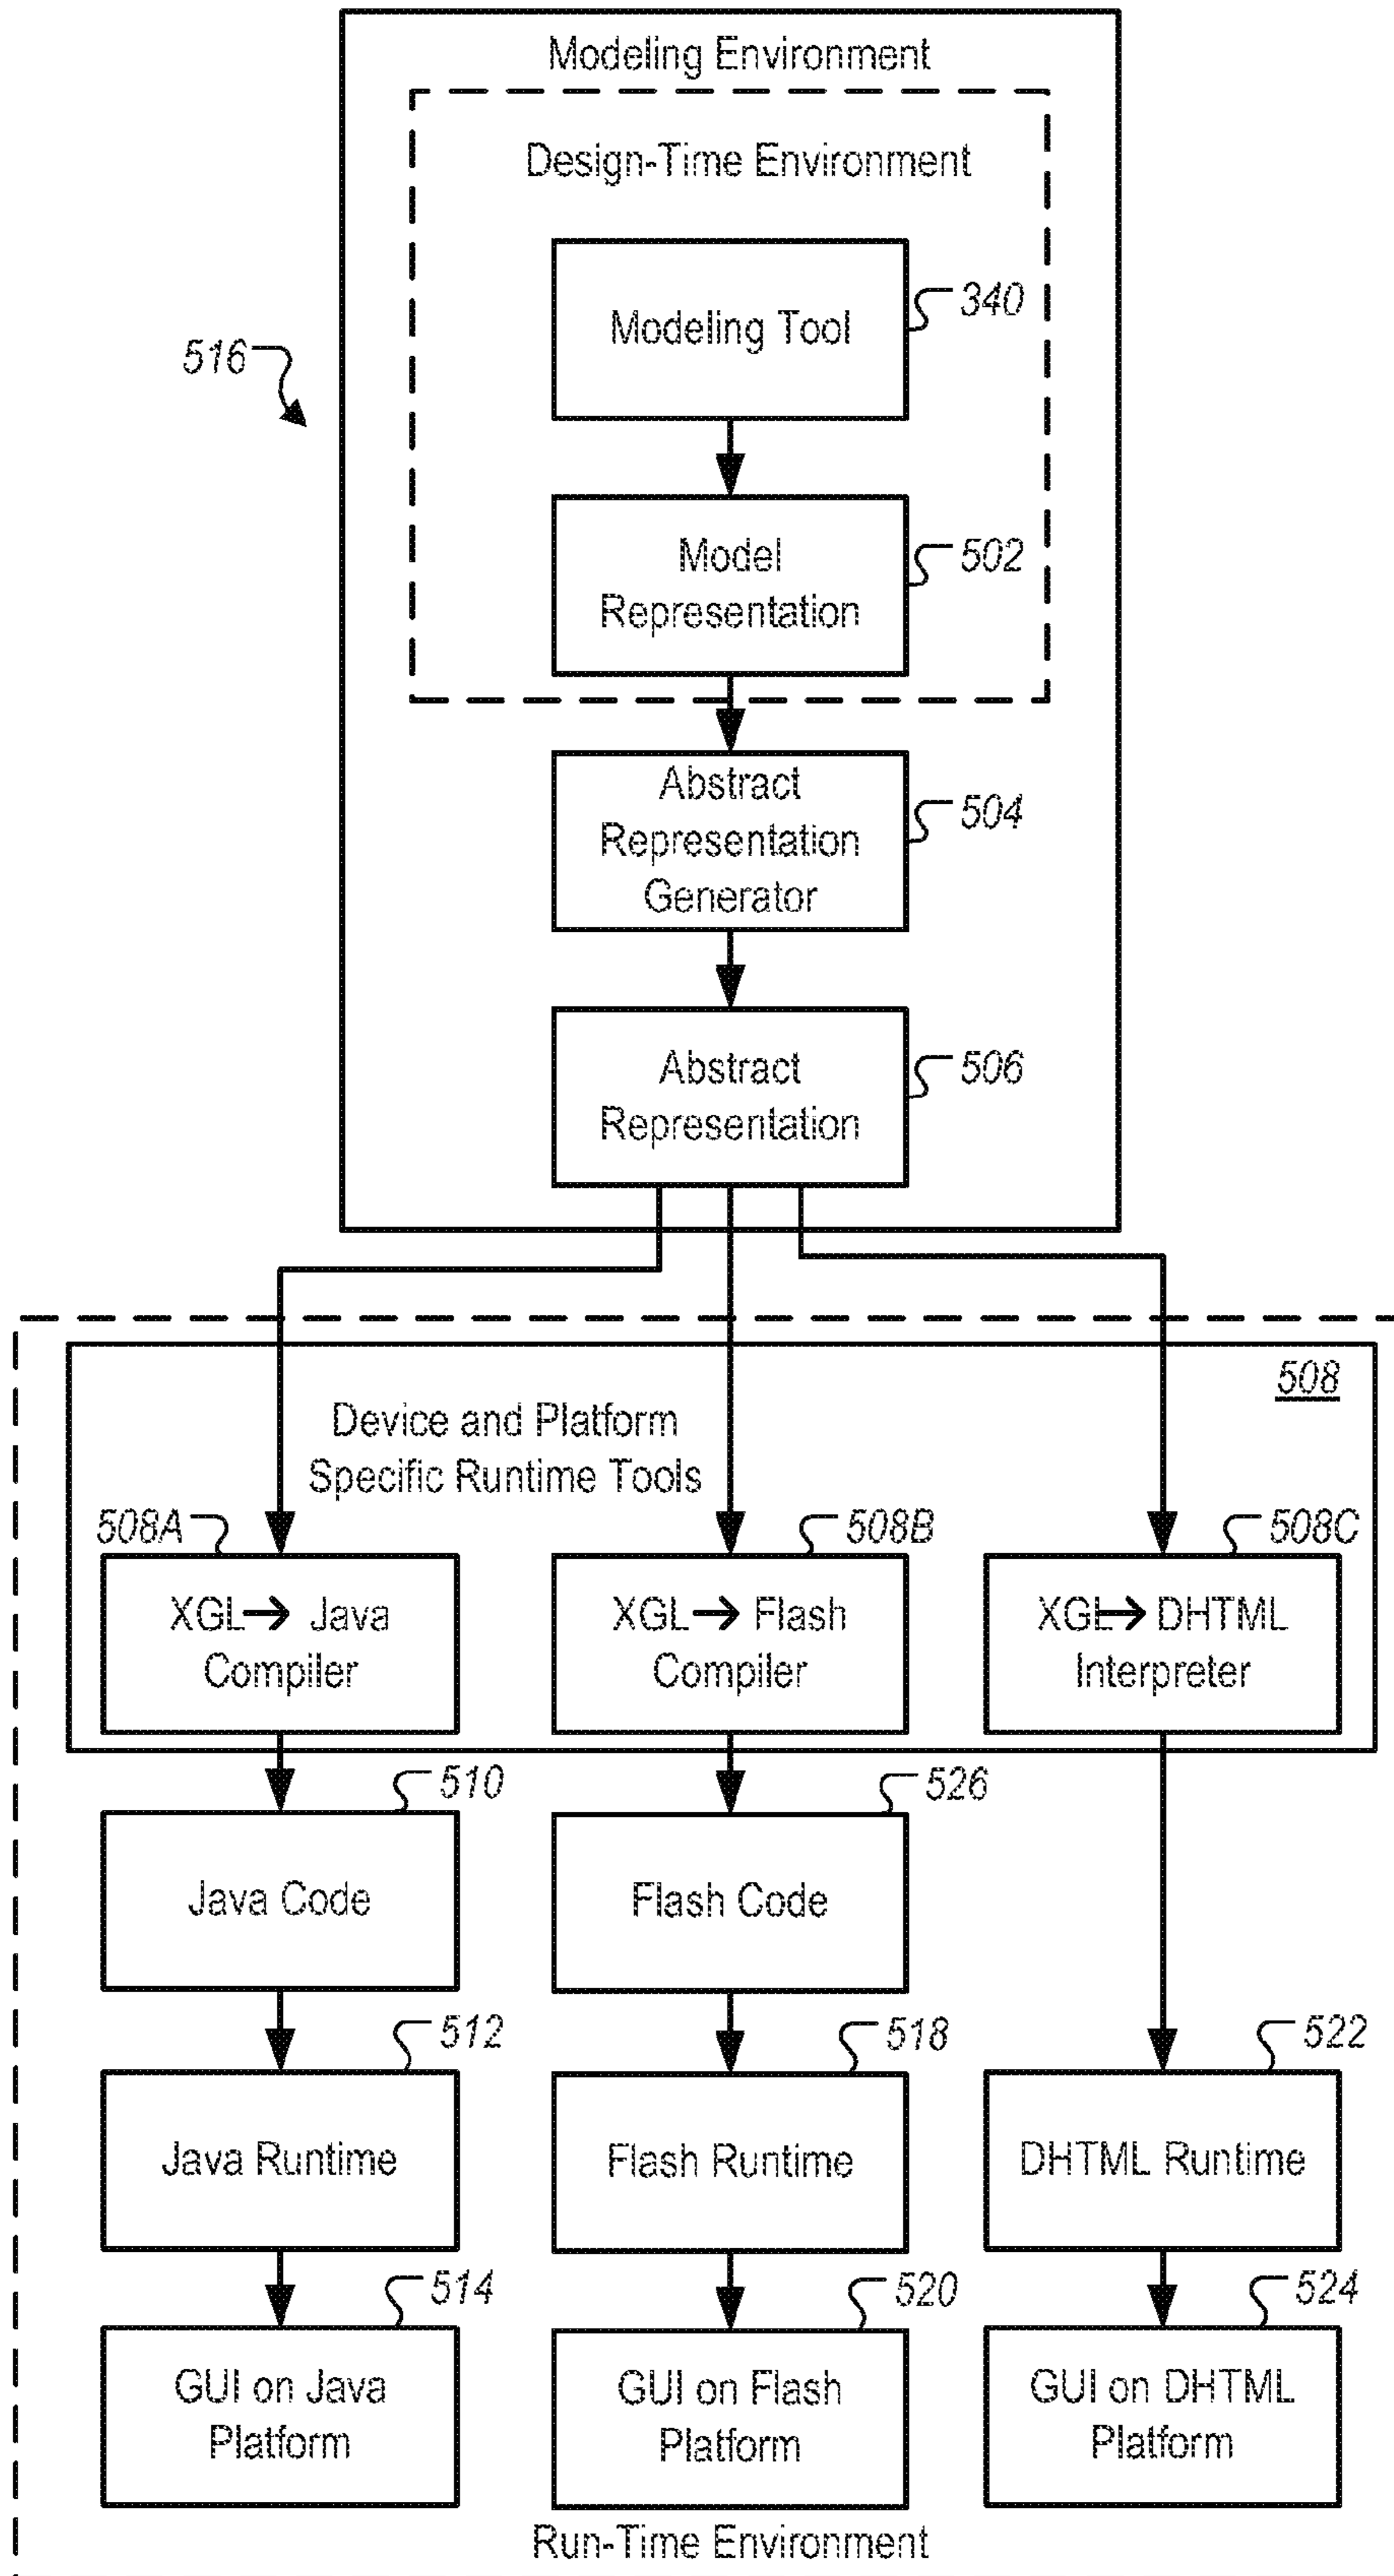 Modeling Environment
Design-Time Environment
Modeling Tool
340
516
Model
Representation
502
Abstract
Representation
Generator
504
Abstract
Representation
506
508
Device and Platform
Specific Runtime Tools
508A
508B
508C
XGL→ Java
Compiler
XGL→ Flash
Compiler
XGL→ DHTML
Interpreter
510
526
Java Code
Flash Code
512
518
522
Java Runtime
Flash Runtime
DHTML Runtime
514
520
524
GUI on Java
Platform
GUI on Flash
Platform
GUI on DHTML
Platform
Run-Time Environment